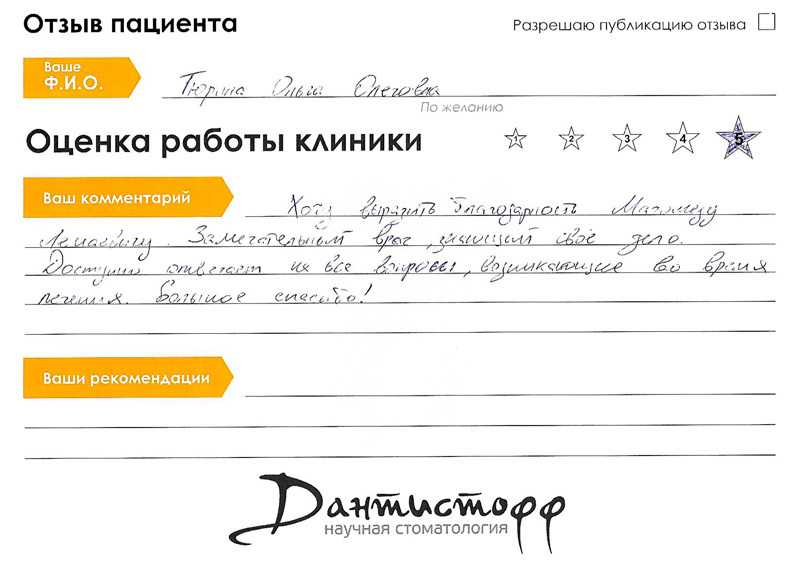 Отзыв пациента
Разрешаю публикацию отзыва
Ваше
Ф.И.О.
Тюрина Ольга Олеговна
По желанию
Оценка работы клиники
1 2 3 4 5
Ваш комментарий
Хочу выразить благодарность Магомеду
Замечательный врач, знающий своё дело.
Доступно отвечает на все вопросы, возникающие во время
лечения. Большое спасибо!
Ваши рекомендации
Дантистофф
научная стоматология